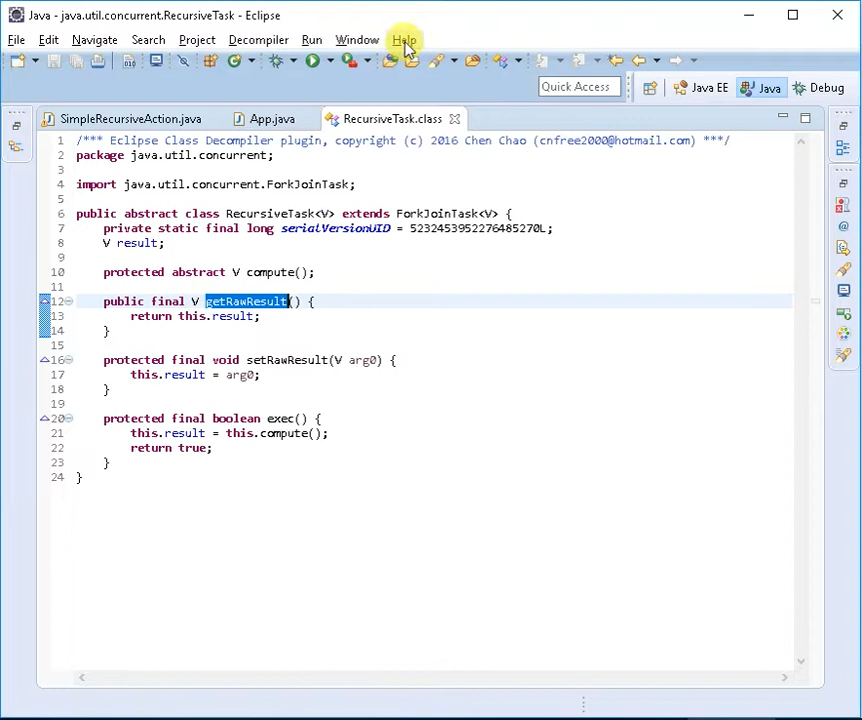 Java - java.util.concurrent.RecursiveTask - Eclipse
File Edit Navigate Search Project Decompiler Run Window Help
Quick Access Java EE Java Debug
SimpleRecursiveAction.java App.java RecursiveTask.class
1 /*** Eclipse Class Decompiler plugin, copyright (c) 2016 Chen Chao (cnfree2000@hotmail.com) ***/
2 package java.util.concurrent;
3
4 import java.util.concurrent.ForkJoinTask;
5
6 public abstract class RecursiveTask<V> extends ForkJoinTask<V> {
7 private static final long serialVersionUID = 5232453952276485270L;
8 V result;
9
10 protected abstract V compute();
11
12 public final V getRawResult() {
13 return this.result;
14 }
15
16 protected final void setRawResult(V arg0) {
17 this.result = arg0;
18 }
19
20 protected final boolean exec() {
21 this.result = this.compute();
22 return true;
23 }
24 }